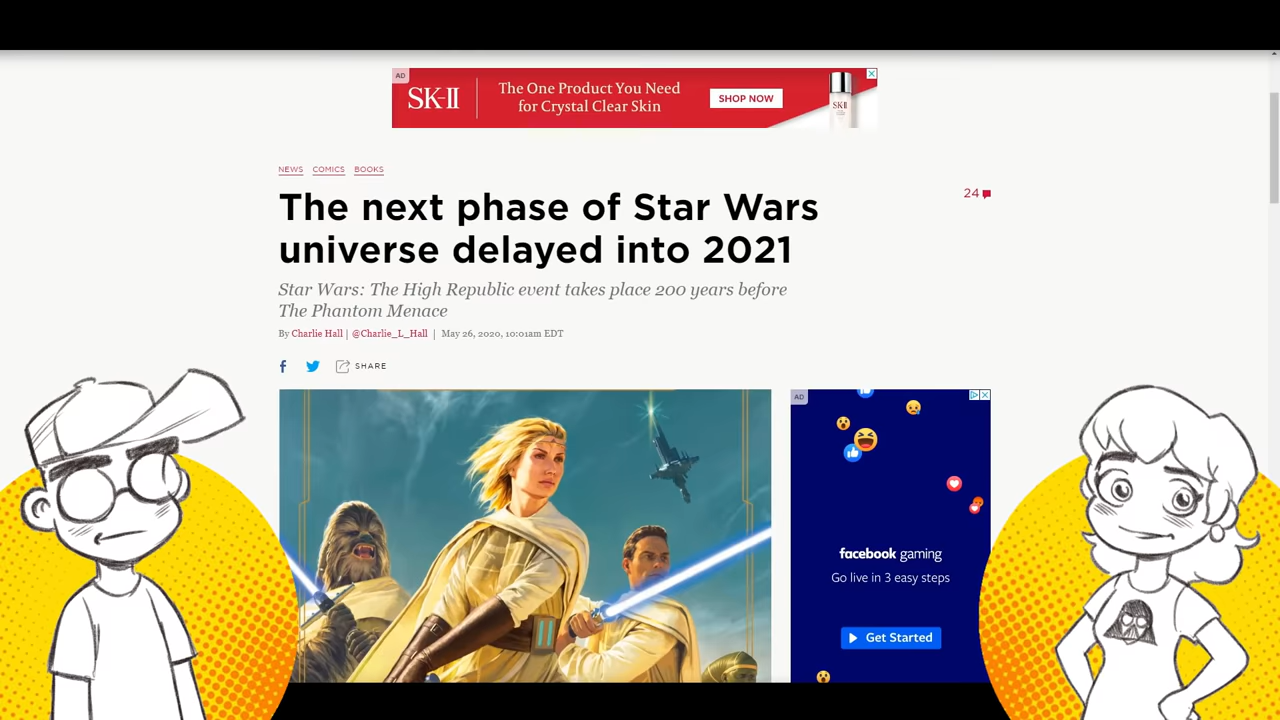 AD
SK-II
The One Product You Need
for Crystal Clear Skin
SHOP NOW
SK-II
NEWS COMICS BOOKS
The next phase of Star Wars
universe delayed into 2021
24
Star Wars: The High Republic event takes place 200 years before
The Phantom Menace
By Charlie Hall | @Charlie_L_Hall | May 26, 2020, 10:01am EDT
SHARE
AD
facebook gaming
Go live in 3 easy steps
Get Started